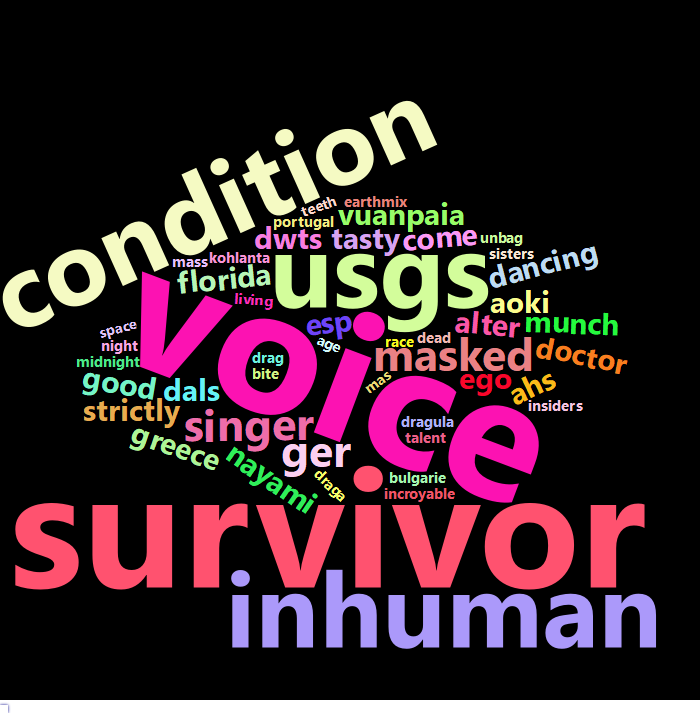 condition
teeth
earthmix
portugal
vuanpaia
dwts
tasty
come
unbag
sisters
mass
kohlanta
florida
usgs
dancing
living
aoki
space
esp
alter
munch
night
age
race
dead
midnight
voice
drag
masked
doctor
good
dals
bite
mas
ego
ahs
strictly
insiders
singer
dragula
greece
talent
ger
nayami
draga
bulgarie
incroyable
survivor
inhuman